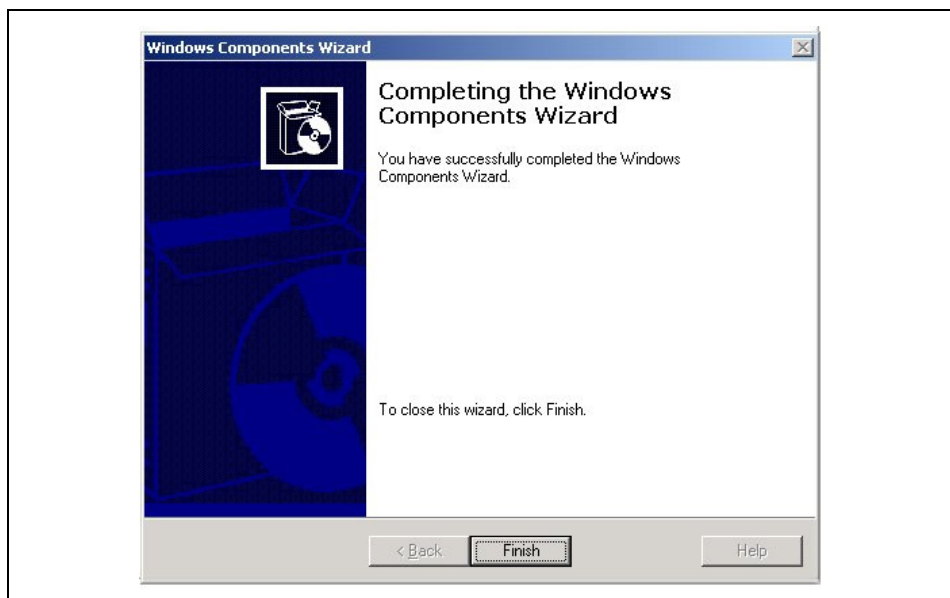 Windows Components Wizard
Completing the Windows
Components Wizard
You have successfully completed the Windows
Components Wizard.
To close this wizard, click Finish.
< Back Finish Help